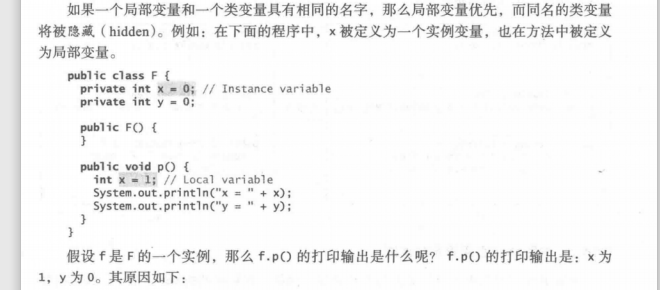 如果一个局部变量和一个类变量具有相同的名字，那么局部变量优先，而同名的类变量
将被隐藏（hidden）。例如：在下面的程序中，x 被定义为一个实例变量，也在方法中被定义
为局部变量。
public class F {
private int x = 0; // Instance variable
private int y = 0;
public F() {
}
public void p() {
int x = 1; // Local variable
System.out.println("x = " + x);
System.out.println("y = " + y);
}
}
假设 f 是 F 的一个实例，那么 f.p() 的打印输出是什么呢？ f.p() 的打印输出是：x 为
1，y 为 0。其原因如下：